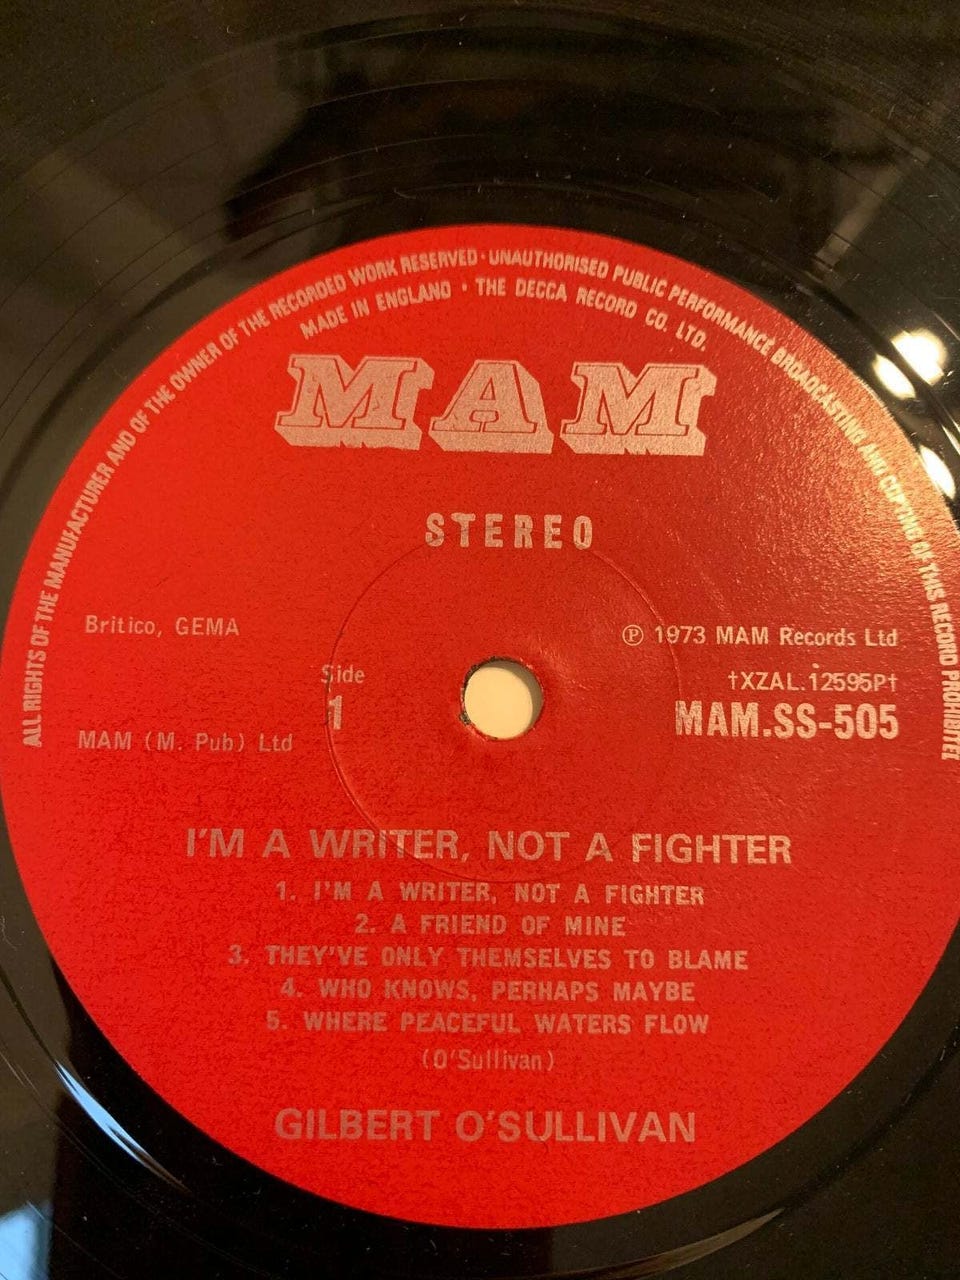 ALL RIGHTS OF THE MANUFACTURER AND OF THE OWNER OF THE RECORDED WORK RESERVED · UNAUTHORISED PUBLIC PERFORMANCE BROADCASTING AND COPYING OF THIS RECORD PROHIBITED
MADE IN ENGLAND · THE DECCA RECORD CO. LTD.
MAM
STEREO
Britico, GEMA
℗ 1973 MAM Records Ltd
Side
†XZAL.12595P†
1
MAM.SS-505
MAM (M. Pub) Ltd
I'M A WRITER, NOT A FIGHTER
1. I'M A WRITER, NOT A FIGHTER
2. A FRIEND OF MINE
3. THEY'VE ONLY THEMSELVES TO BLAME
4. WHO KNOWS, PERHAPS MAYBE
5. WHERE PEACEFUL WATERS FLOW
(O'Sullivan)
GILBERT O'SULLIVAN